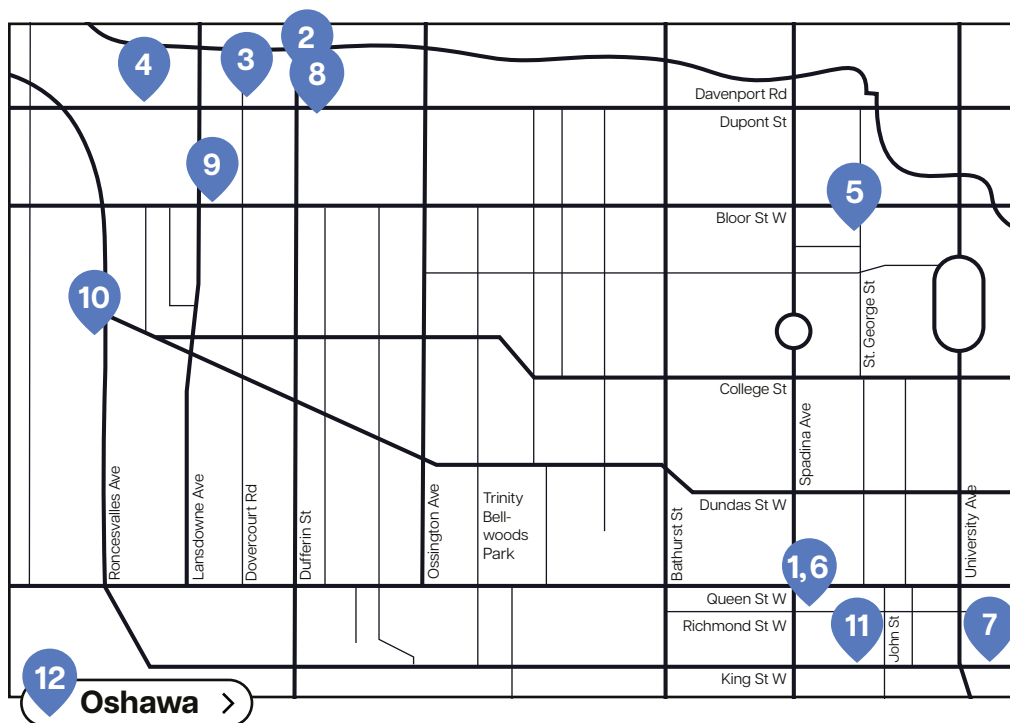 2
4
3
8
Davenport Rd
Dupont St
9
5
Bloor St W
10
St. George St
College St
Spadina Ave
Roncesvalles Ave
Lansdowne Ave
Dovercourt Rd
Dufferin St
Ossington Ave
Trinity
Bell-
woods
Park
Bathurst St
Dundas St W
University Ave
1,6
Queen St W
Richmond St W
11
John St
7
King St W
12
Oshawa